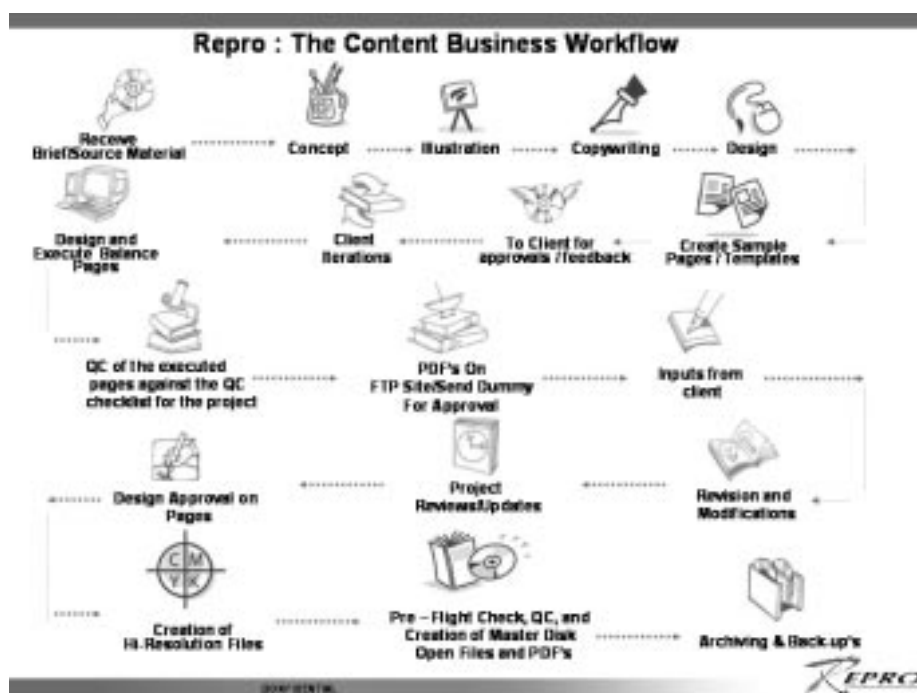 Repro : The Content Business Workflow
Receive
Brief/Source Material
Concept
Illustration
Copywriting
Design
Design and
Execute Balance
Pages
Client
Iterations
To Client for
approvals / feedback
Create Sample
Pages / Templates
QC of the executed
pages against the QC
checklist for the project
PDF's On
FTP Site/Send Dummy
For Approval
Inputs from
client
Design Approval on
Pages
Project
Reviews/Updates
Revision and
Modifications
C M
Y K
Creation of
Hi-Resolution Files
Pre – Flight Check, QC, and
Creation of Master Disk
Open Files and PDF's
Archiving & Back-up's
CONFIDENTIAL
REPRO